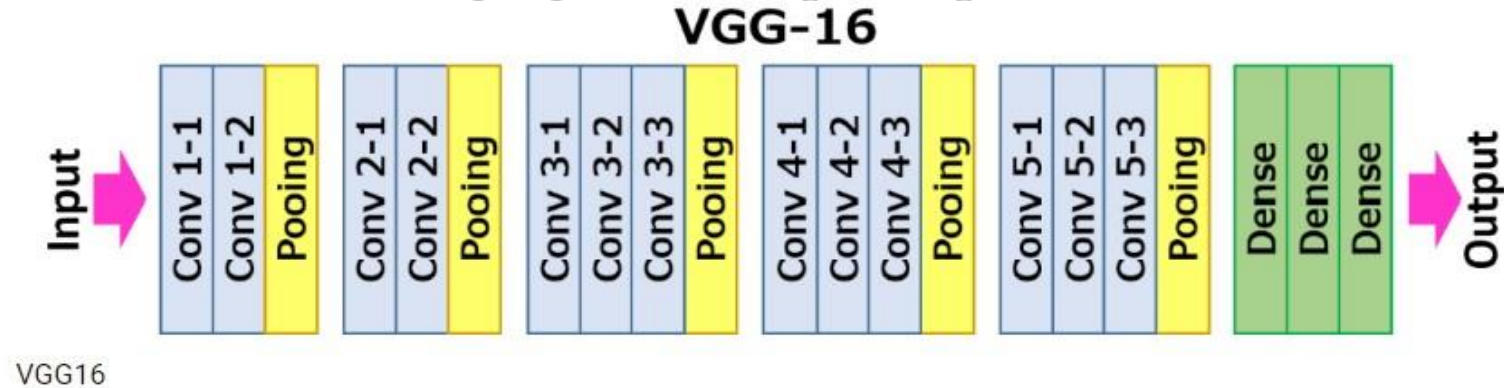 VGG-16
Input
Conv 1-1
Conv 1-2
Pooing
Conv 2-1
Conv 2-2
Pooing
Conv 3-1
Conv 3-2
Conv 3-3
Pooing
Conv 4-1
Conv 4-2
Conv 4-3
Pooing
Conv 5-1
Conv 5-2
Conv 5-3
Pooing
Dense
Dense
Dense
Output
VGG16